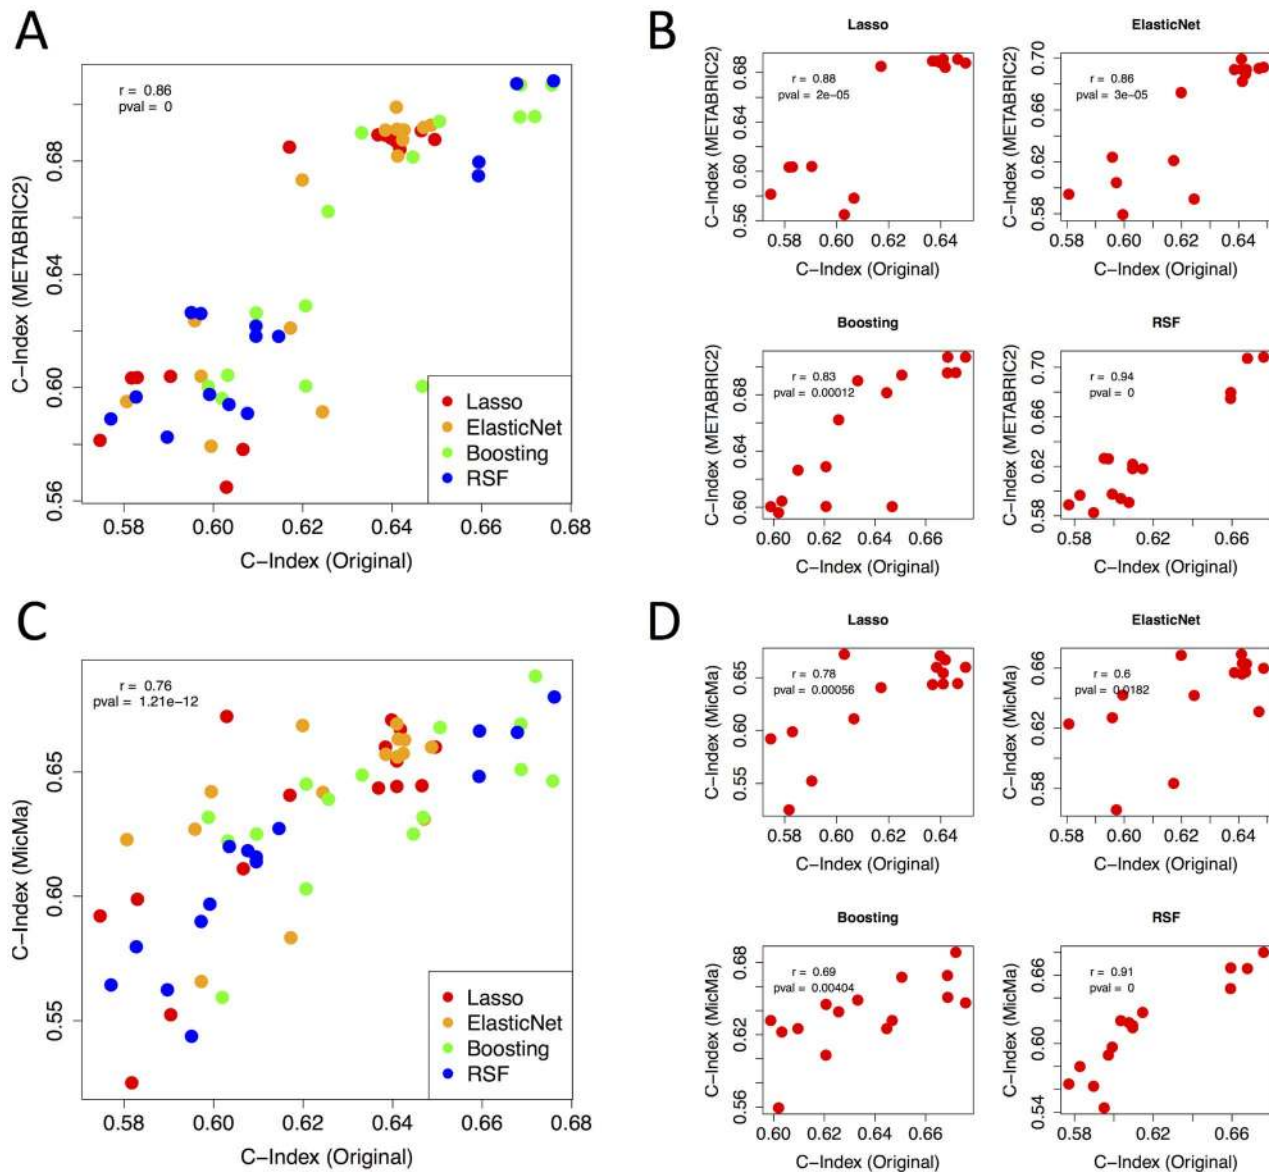 A
r = 0.86
pval = 0
C-Index (METABRIC2)
0.56 0.60 0.64 0.68
Lasso
ElasticNet
Boosting
RSF
0.58 0.60 0.62 0.64 0.66 0.68
C-Index (Original)
B
Lasso
r = 0.88
pval = 2e-05
C-Index (METABRIC2)
0.56 0.60 0.64 0.68
0.58 0.60 0.62 0.64
C-Index (Original)
ElasticNet
r = 0.86
pval = 3e-05
C-Index (METABRIC2)
0.58 0.62 0.66 0.70
0.58 0.60 0.62 0.64
C-Index (Original)
Boosting
r = 0.83
pval = 0.00012
C-Index (METABRIC2)
0.60 0.64 0.68
0.60 0.62 0.64 0.66
C-Index (Original)
RSF
r = 0.94
pval = 0
C-Index (METABRIC2)
0.58 0.62 0.66 0.70
0.58 0.62 0.66
C-Index (Original)
C
r = 0.76
pval = 1.21e-12
C-Index (MicMa)
0.55 0.60 0.65
Lasso
ElasticNet
Boosting
RSF
0.58 0.60 0.62 0.64 0.66 0.68
C-Index (Original)
D
Lasso
r = 0.78
pval = 0.00056
C-Index (MicMa)
0.55 0.60 0.65
0.58 0.60 0.62 0.64
C-Index (Original)
ElasticNet
r = 0.6
pval = 0.0182
C-Index (MicMa)
0.58 0.62 0.66
0.58 0.60 0.62 0.64
C-Index (Original)
Boosting
r = 0.69
pval = 0.00404
C-Index (MicMa)
0.56 0.62 0.68
0.60 0.62 0.64 0.66
C-Index (Original)
RSF
r = 0.91
pval = 0
C-Index (MicMa)
0.54 0.60 0.66
0.58 0.62 0.66
C-Index (Original)